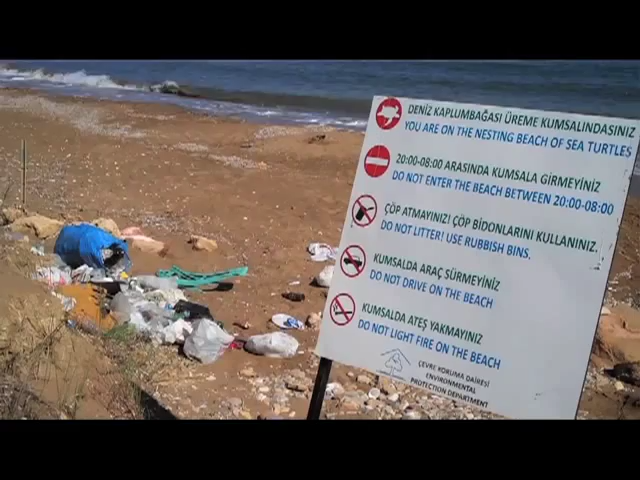 DENİZ KAPLUMBAĞASI ÜREME KUMSALINDASINIZ
YOU ARE ON THE NESTING BEACH OF SEA TURTLES
20:00-08:00 ARASINDA KUMSALA GİRMEYİNİZ
DO NOT ENTER THE BEACH BETWEEN 20:00-08:00
ÇÖP ATMAYINIZ! ÇÖP BİDONLARINI KULLANINIZ.
DO NOT LITTER! USE RUBBISH BINS.
KUMSALDA ARAÇ SÜRMEYİNİZ
DO NOT DRIVE ON THE BEACH
KUMSALDA ATEŞ YAKMAYINIZ
DO NOT LIGHT FIRE ON THE BEACH
ÇEVRE KORUMA DAİRESİ
ENVIRONMENTAL
PROTECTION DEPARTMENT